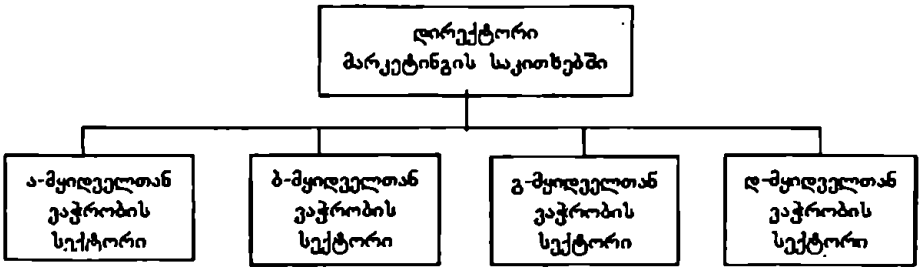 დირექტორი
მარკეტინგის საკითხებში
ა-მყიდველთან
ვაჭრობის
სექტორი
ბ-მყიდველთან
ვაჭრობის
სექტორი
გ-მყიდველთან
ვაჭრობის
სექტორი
დ-მყიდველთან
ვაჭრობის
სექტორი